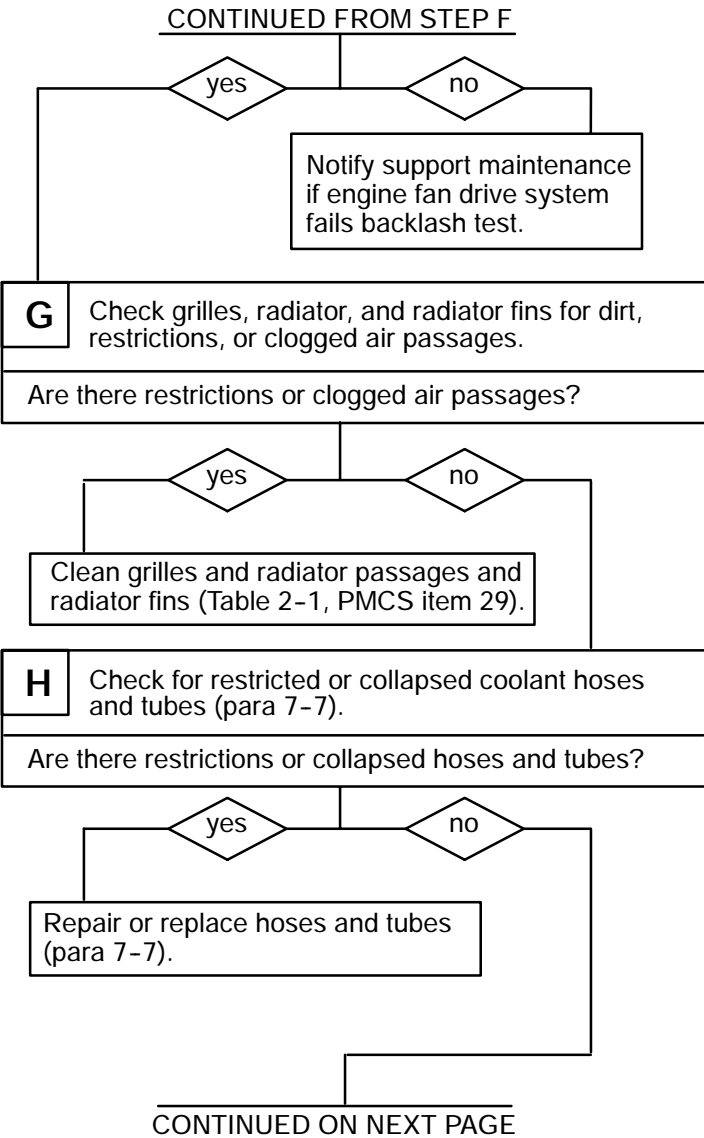 CONTINUED FROM STEP F
yes
no
Notify support maintenance
if engine fan drive system
fails backlash test.
G
Check grilles, radiator, and radiator fins for dirt,
restrictions, or clogged air passages.
Are there restrictions or clogged air passages?
yes
no
Clean grilles and radiator passages and
radiator fins (Table 2-1, PMCS item 29).
H
Check for restricted or collapsed coolant hoses
and tubes (para 7-7).
Are there restrictions or collapsed hoses and tubes?
yes
no
Repair or replace hoses and tubes
(para 7-7).
CONTINUED ON NEXT PAGE